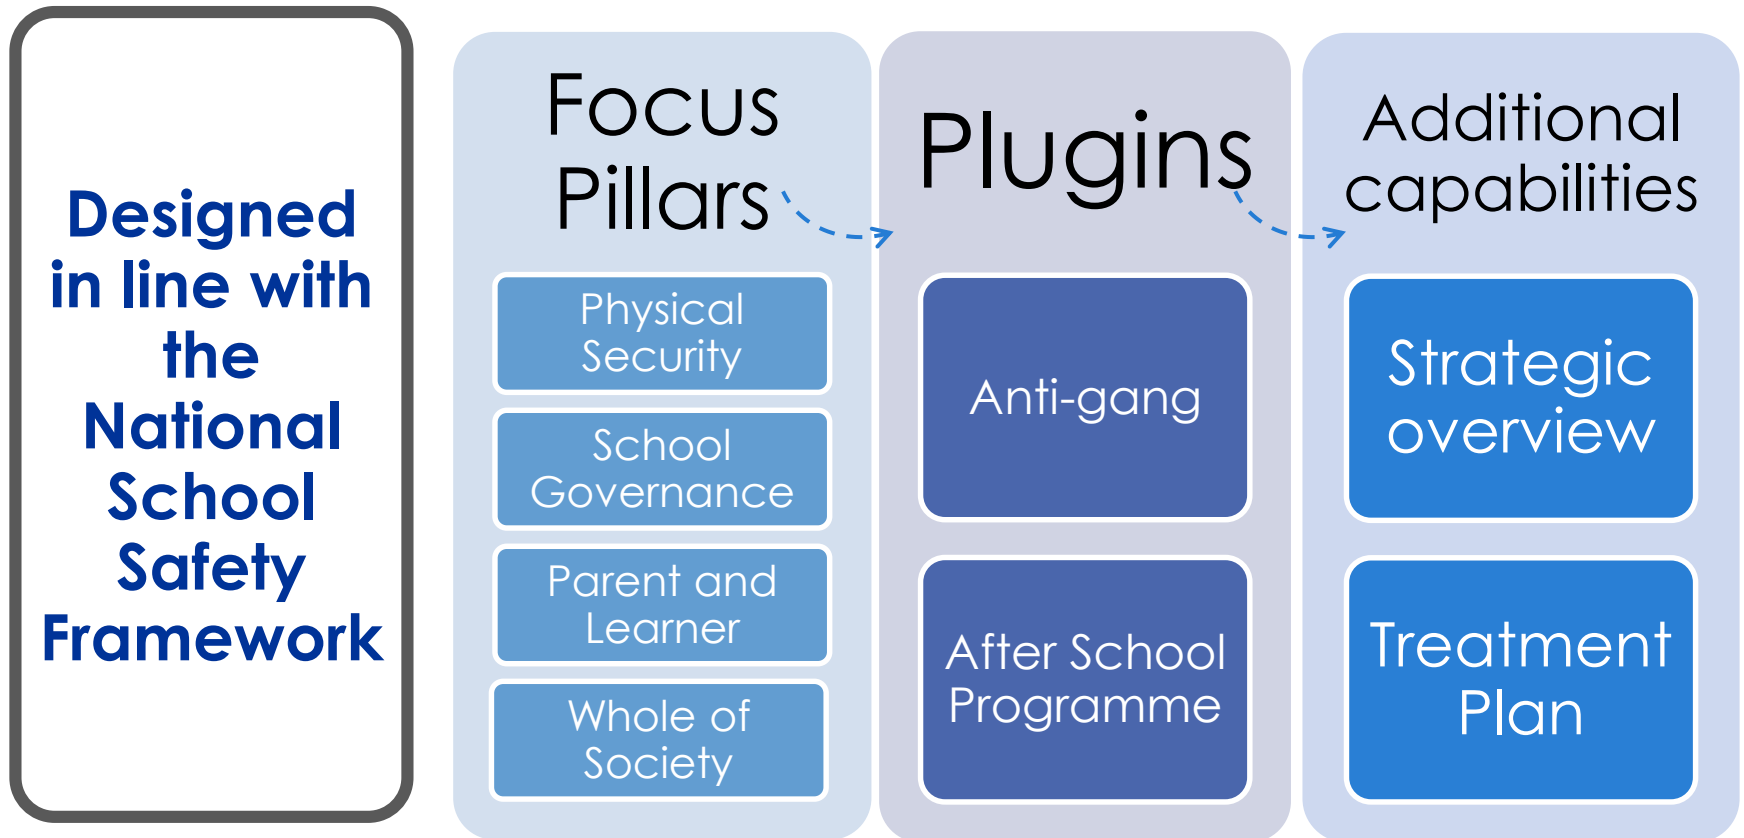 Designed
in line with
the
National
School
Safety
Framework
Focus
Pillars
Physical
Security
School
Governance
Parent and
Learner
Whole of
Society
Plugins
Anti-gang
After School
Programme
Additional
capabilities
Strategic
overview
Treatment
Plan